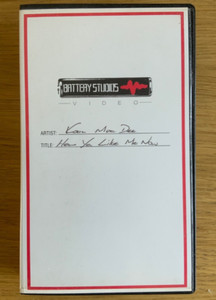 BATTERY STUDIOS
VIDEO
ARTIST: Kool Moe Dee
TITLE: How Ya Like Me Now